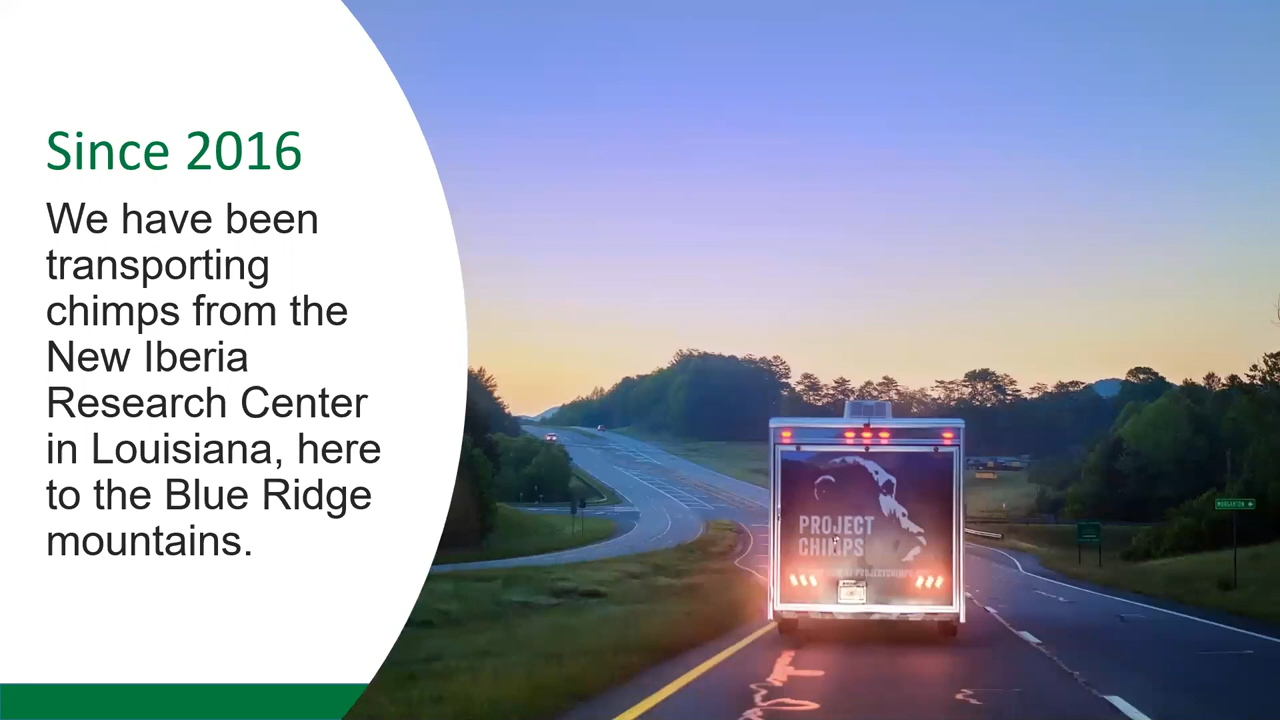 Since 2016
We have been
transporting
chimps from the
New Iberia
Research Center
in Louisiana, here
to the Blue Ridge
mountains.
PROJECT
CHIMPS
MORGANTON